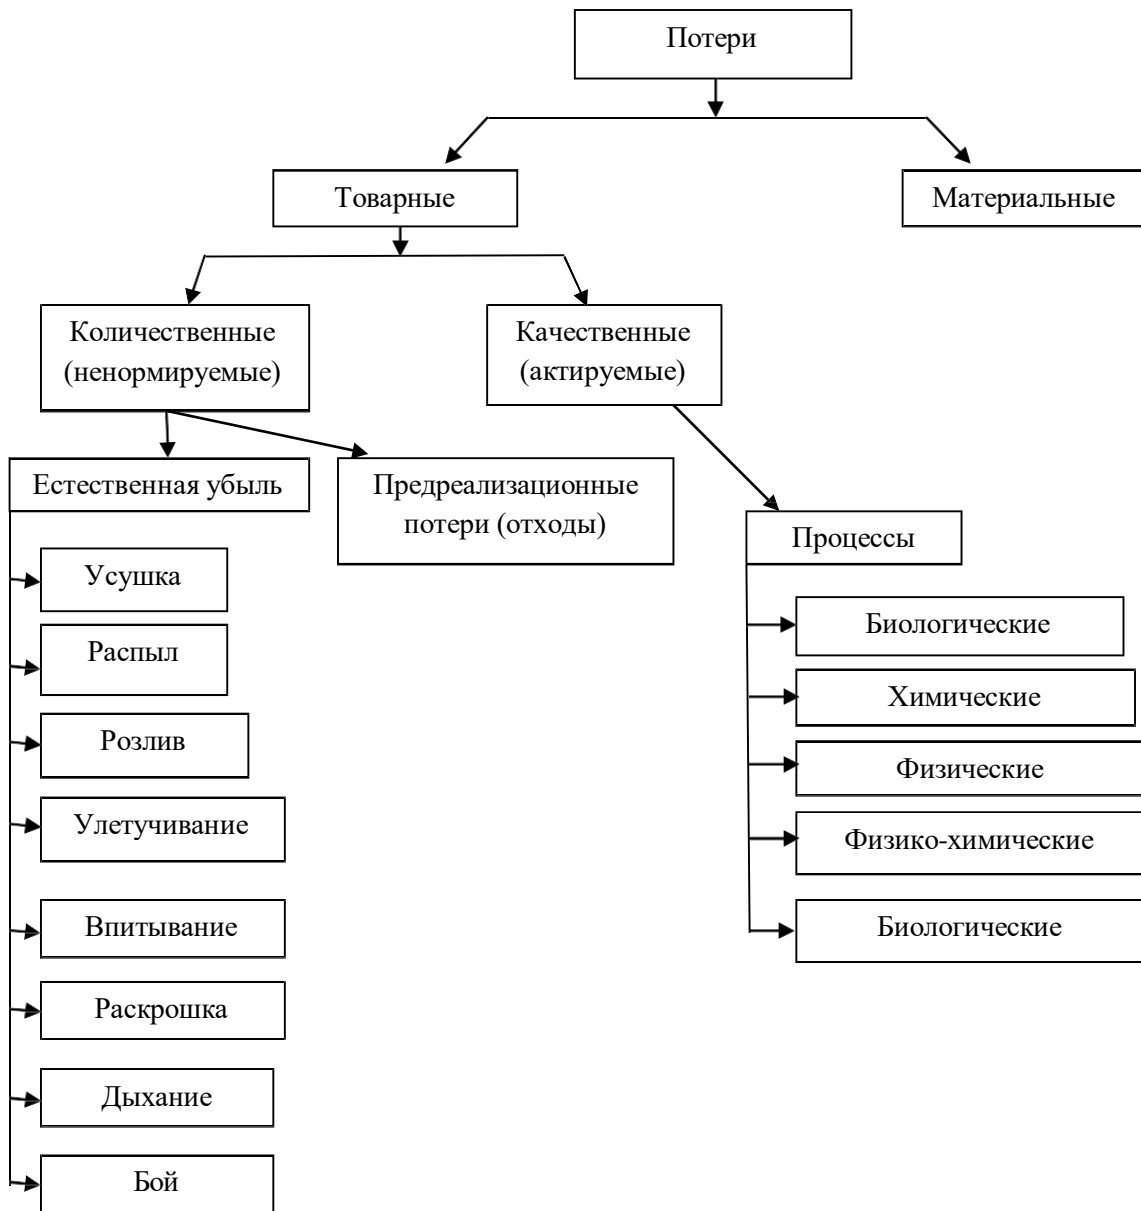 Потери
Товарные
Материальные
Количественные
(ненормируемые)
Качественные
(актируемые)
Естественная убыль
Предреализационные
потери (отходы)
Процессы
Усушка
Распыл
Розлив
Улетучивание
Впитывание
Раскрошка
Дыхание
Бой
Биологические
Химические
Физические
Физико-химические
Биологические